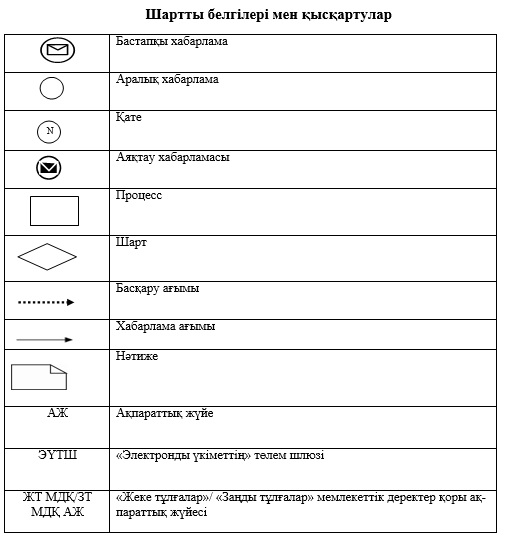 Шартты белгілері мен қысқартулар
Бастапқы хабарлама
Аралық хабарлама
N
Қате
Аяқтау хабарламасы
Процесс
Шарт
Басқару ағымы
Хабарлама ағымы
Нәтиже
АЖ
Ақпараттық жүйе
ЭҮТШ
«Электронды үкіметтің» төлем шлюзі
ЖТ МДҚ/ЗТ
МДҚ АЖ
«Жеке тұлғалар»/ «Заңды тұлғалар» мемлекеттік деректер қоры ақ-
параттық жүйесі